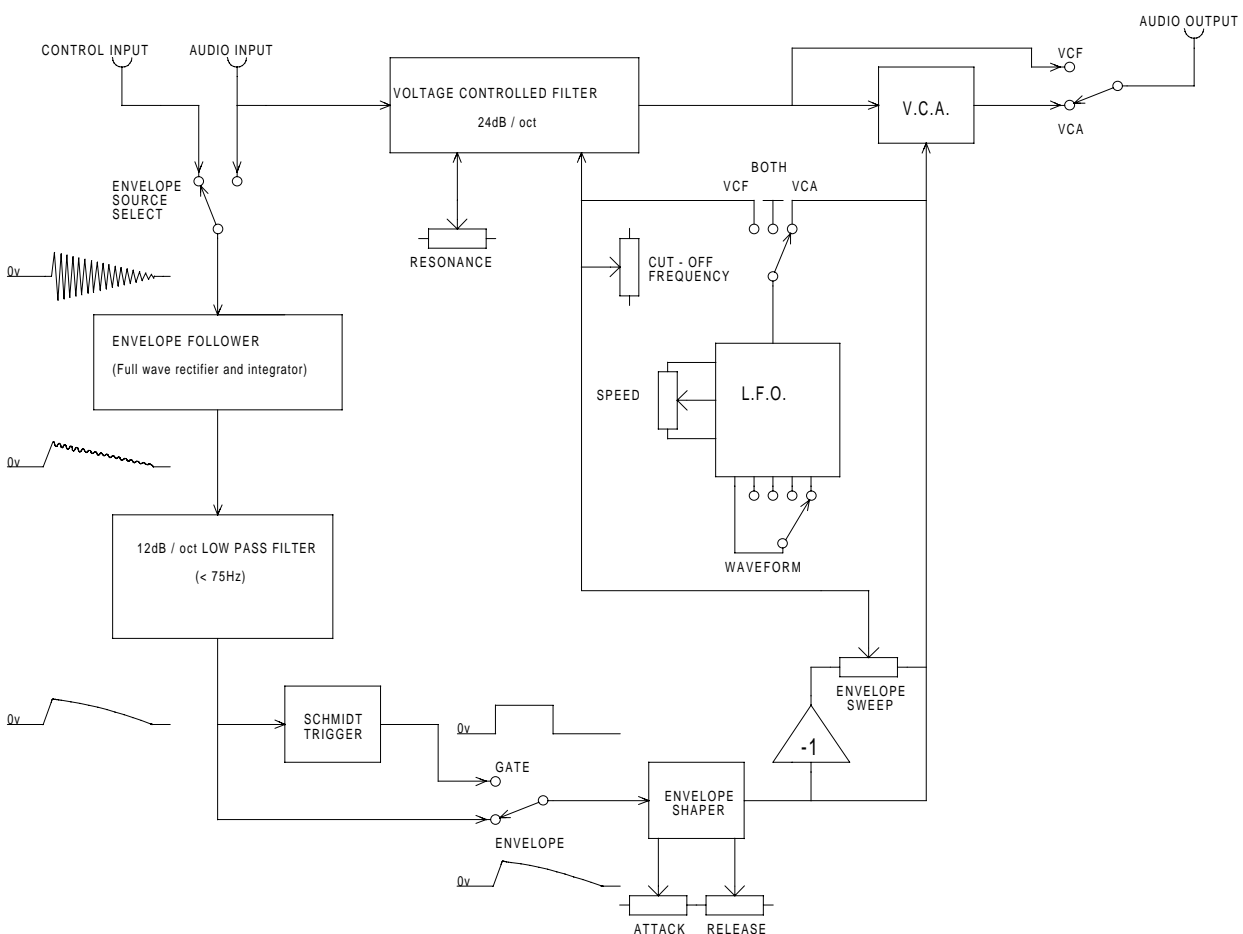 AUDIO OUTPUT
CONTROL INPUT
AUDIO INPUT
VCF
VOLTAGE CONTROLLED FILTER
24dB / oct
V.C.A.
VCA
BOTH
VCF
VCA
ENVELOPE
SOURCE
SELECT
RESONANCE
CUT - OFF
FREQUENCY
0v
ENVELOPE FOLLOWER
(Full wave rectifier and integrator)
SPEED
L.F.O.
0v
12dB / oct LOW PASS FILTER
(< 75Hz)
WAVEFORM
ENVELOPE
SWEEP
0v
SCHMIDT
TRIGGER
0v
-1
GATE
ENVELOPE
SHAPER
ENVELOPE
0v
ATTACK
RELEASE